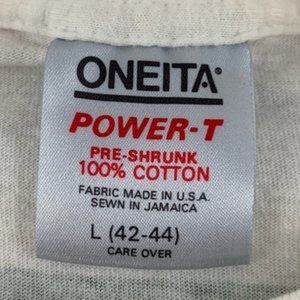 ONEITA®
POWER-T
PRE-SHRUNK
100% COTTON
FABRIC MADE IN U.S.A.
SEWN IN JAMAICA
L (42-44)
CARE OVER